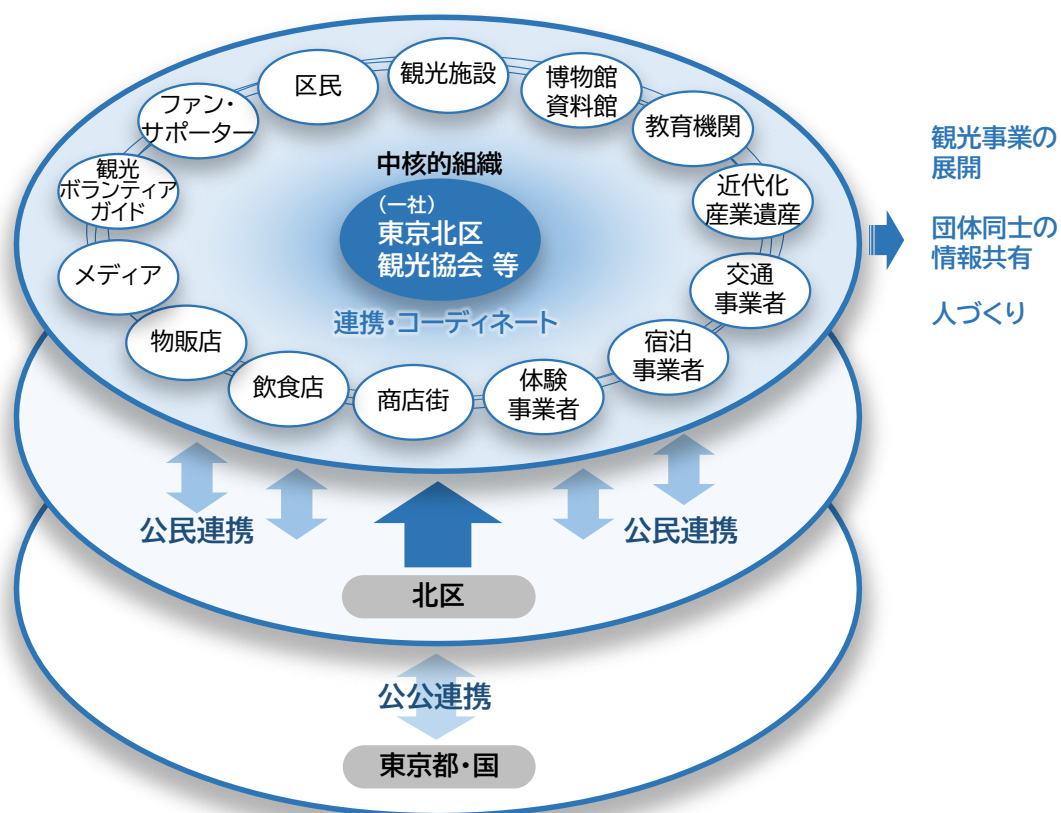 観光施設
博物館
資料館
教育機関
近代化
産業遺産
交通
事業者
宿泊
事業者
体験
事業者
商店街
飲食店
物販店
メディア
観光
ボランティア
ガイド
ファン・
サポーター
区民
中核的組織
(一社)
東京北区
観光協会 等
連携・コーディネート
観光事業の
展開
団体同士の
情報共有
人づくり
公民連携
公民連携
北区
公公連携
東京都・国